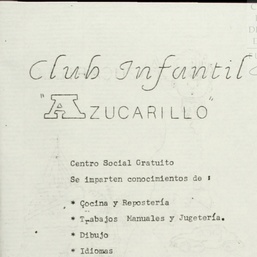 Club Infantil
"AZUCARILLO"
Centro Social Gratuito
Se imparten conocimientos de :
* Cocina y Repostería
* Trabajos Manuales y Jugetería.
* Dibujo
* Idiomas